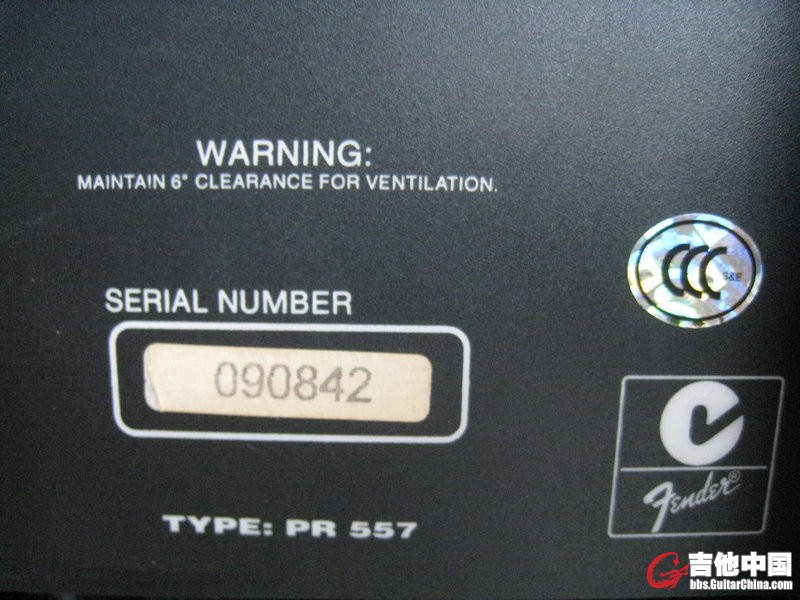 WARNING:
MAINTAIN 6" CLEARANCE FOR VENTILATION.
CCC S&E
SERIAL NUMBER
090842
Fender®
TYPE: PR 557
吉他中国
bbs.GuitarChina.com